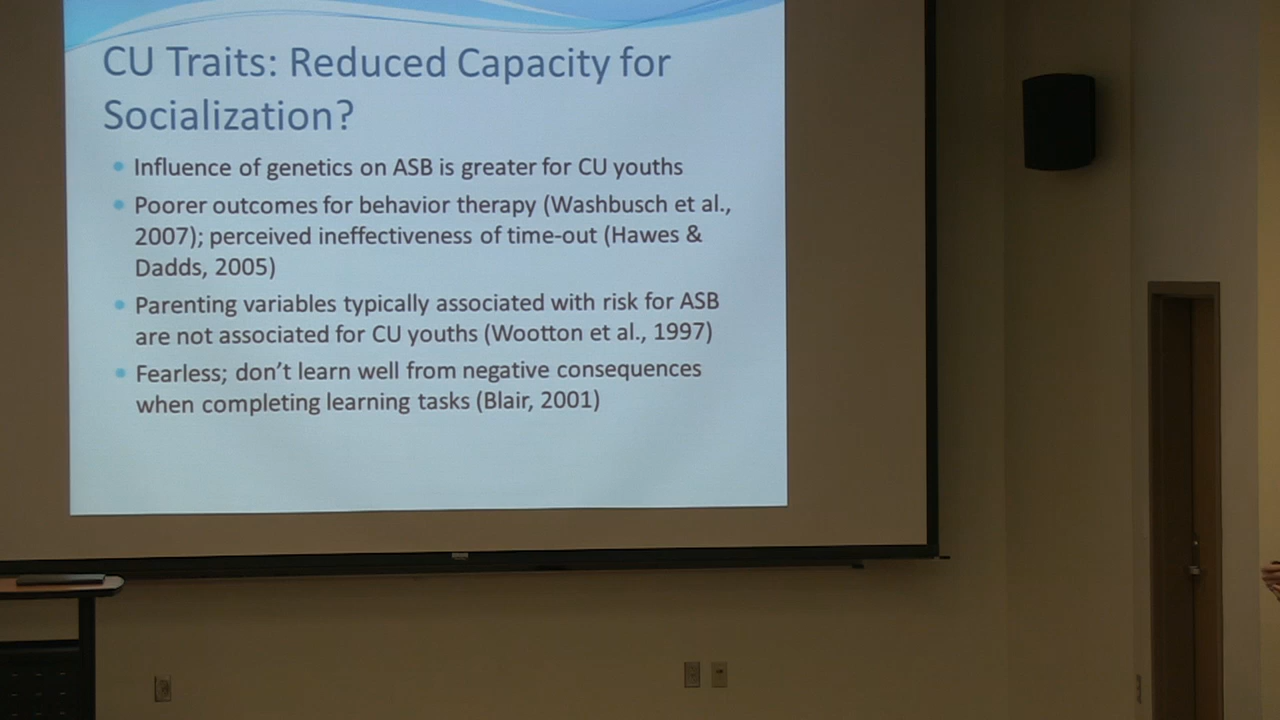 CU Traits: Reduced Capacity for
Socialization?
• Influence of genetics on ASB is greater for CU youths
• Poorer outcomes for behavior therapy (Washbusch et al.,
2007); perceived ineffectiveness of time-out (Hawes &
Dadds, 2005)
• Parenting variables typically associated with risk for ASB
are not associated for CU youths (Wootton et al., 1997)
• Fearless; don't learn well from negative consequences
when completing learning tasks (Blair, 2001)